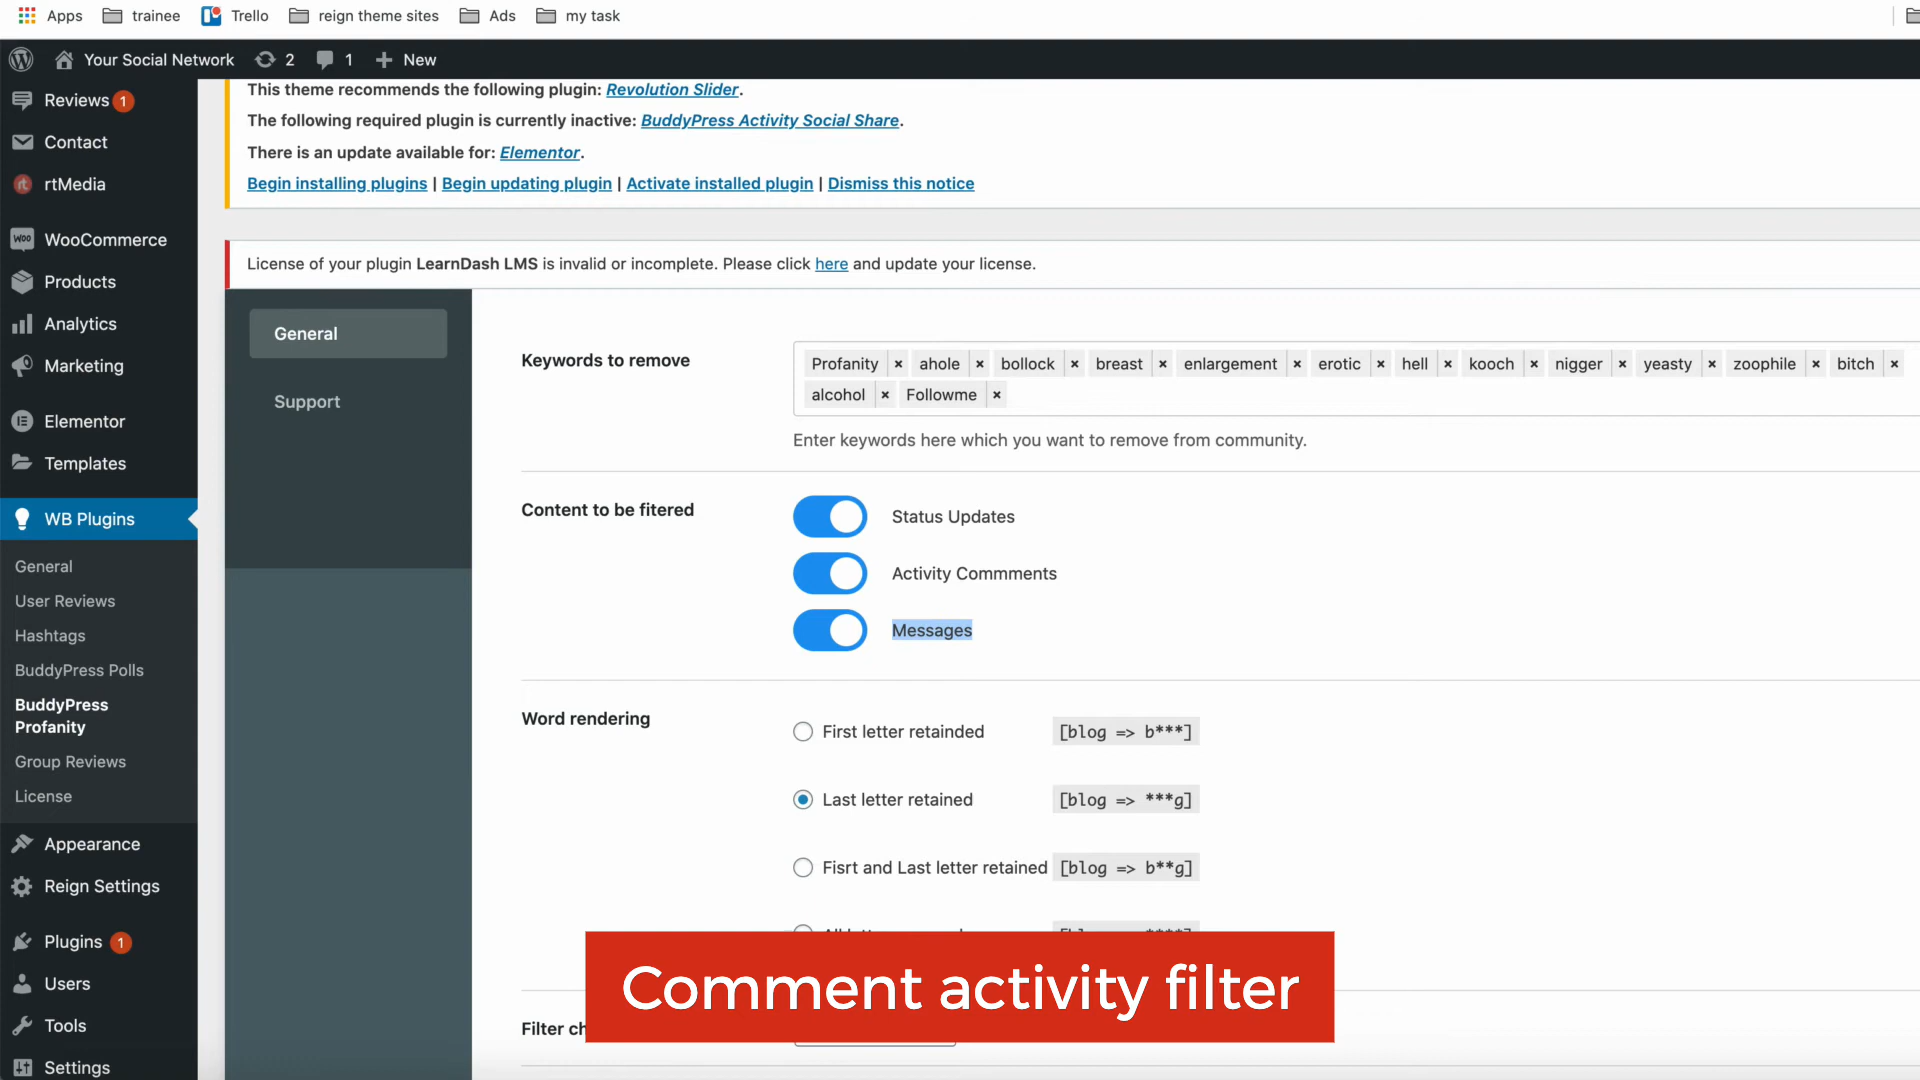 Apps trainee Trello reign theme sites Ads my task
Your Social Network 2 1 New
Reviews 1
Contact
rtMedia
WooCommerce
Products
Analytics
Marketing
Elementor
Templates
WB Plugins
General
User Reviews
Hashtags
BuddyPress Polls
BuddyPress
Profanity
Group Reviews
License
Appearance
Reign Settings
Plugins 1
Users
Tools
Settings
This theme recommends the following plugin: Revolution Slider.
The following required plugin is currently inactive: BuddyPress Activity Social Share.
There is an update available for: Elementor.
Begin installing plugins | Begin updating plugin | Activate installed plugin | Dismiss this notice
License of your plugin LearnDash LMS is invalid or incomplete. Please click here and update your license.
General
Support
Keywords to remove
Profanity × ahole × bollock × breast × enlargement × erotic × hell × kooch × nigger × yeasty × zoophile × bitch ×
alcohol × Followme ×
Enter keywords here which you want to remove from community.
Content to be fitered
Status Updates
Activity Commments
Messages
Word rendering
First letter retainded [blog => b***]
Last letter retained [blog => ***g]
Fisrt and Last letter retained [blog => b**g]
Filter
Comment activity filter